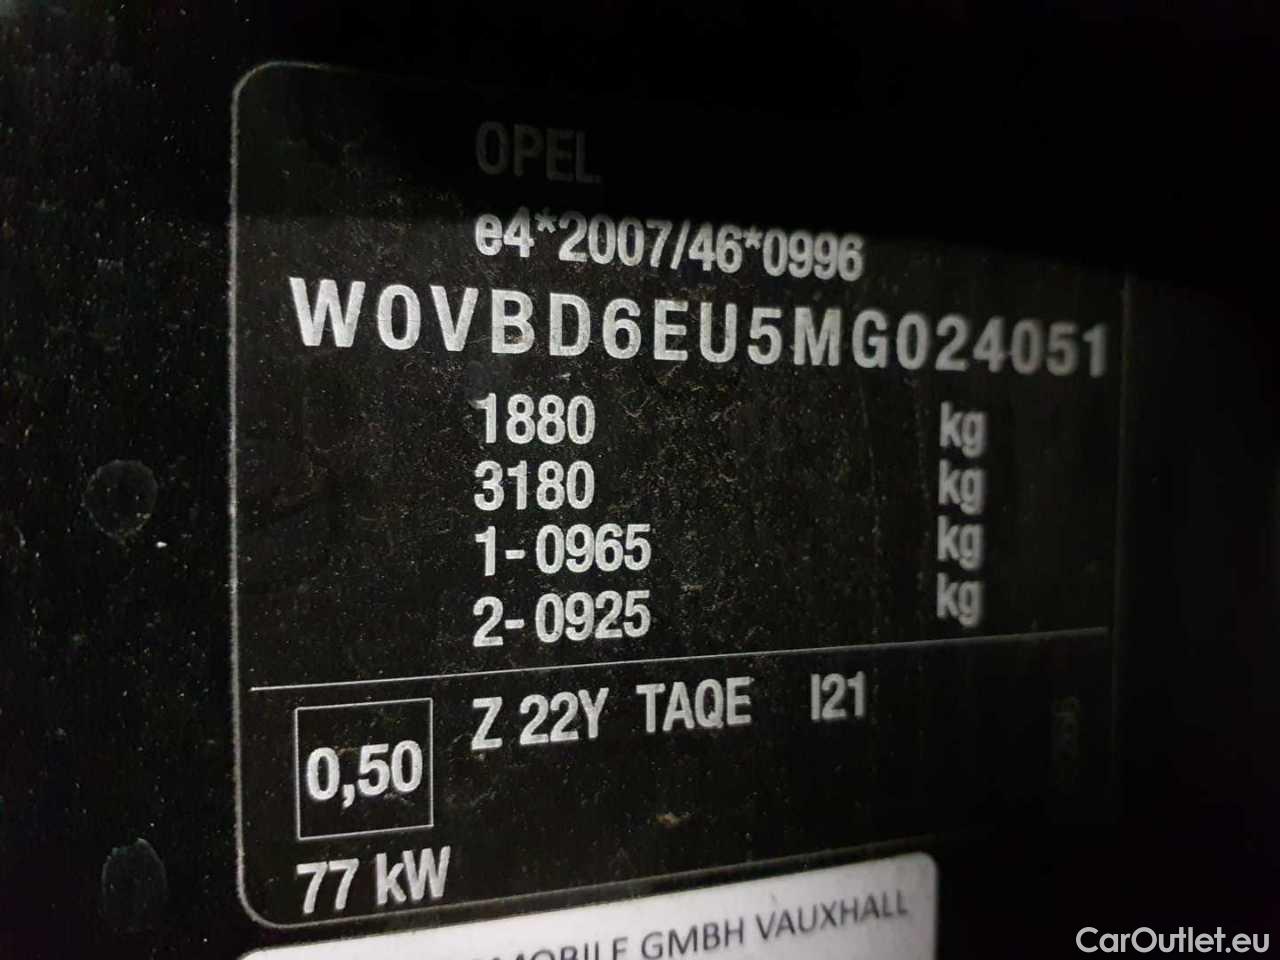 OPEL
e4*2007/46*0996
W0VBD6EU5MG024051
1880 kg
3180 kg
1-0965 kg
2-0925 kg
Z 22Y TAQE I21
0,50
77 kW
GMBH VAUXHALL
CarOutlet.eu